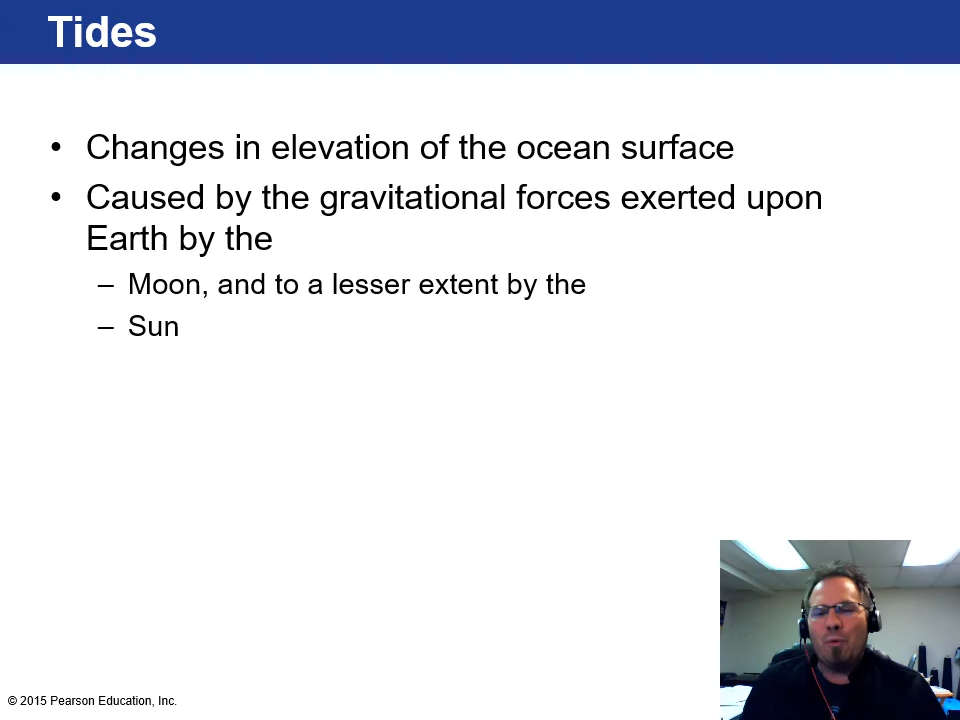 Tides
• Changes in elevation of the ocean surface
• Caused by the gravitational forces exerted upon
Earth by the
– Moon, and to a lesser extent by the
– Sun
© 2015 Pearson Education, Inc.